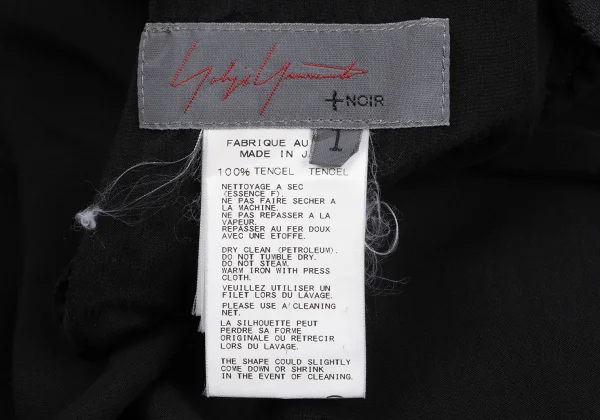 Yohji Yamamoto
+NOIR
1
FABRIQUE AU
MADE IN J
100% TENCEL TENCEL
NETTOYAGE A SEC
(ESSENCE F).
NE PAS FAIRE SECHER A
LA MACHINE.
NE PAS REPASSER A LA
VAPEUR.
REPASSER AU FER DOUX
AVEC UNE ETOFFE.
DRY CLEAN (PETROLEUM).
DO NOT TUMBLE DRY.
DO NOT STEAM.
WARM IRON WITH PRESS
CLOTH.
VEUILLEZ UTILISER UN
FILET LORS DU LAVAGE.
PLEASE USE A CLEANING
NET.
LA SILHOUETTE PEUT
PERDRE SA FORME
ORIGINALE OU RETRECIR
LORS DU LAVAGE.
THE SHAPE COULD SLIGHTLY
COME DOWN OR SHRINK
IN THE EVENT OF CLEANING.